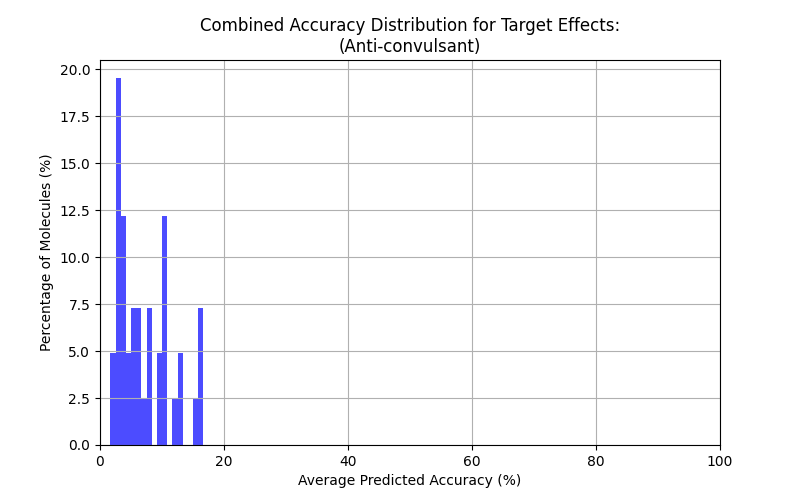 Combined Accuracy Distribution for Target Effects:
(Anti-convulsant)
Percentage of Molecules (%)
20.0
17.5
15.0
12.5
10.0
7.5
5.0
2.5
0.0
0 20 40 60 80 100
Average Predicted Accuracy (%)